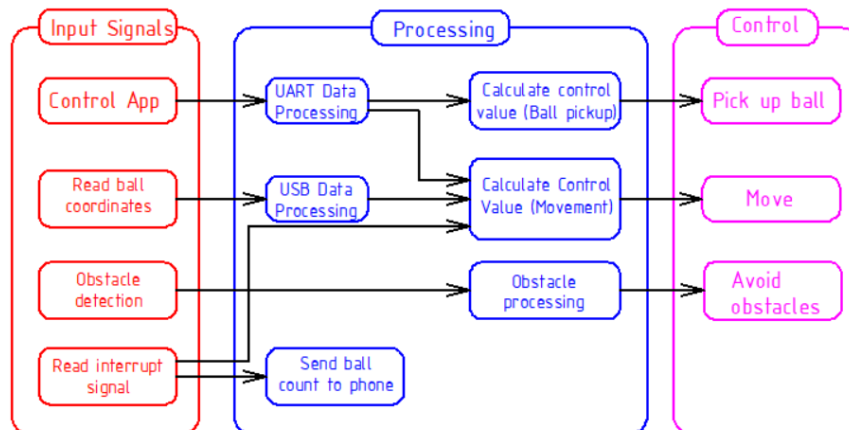 Input Signals
Processing
Control
Control App
UART Data
Processing
Calculate control
value (Ball pickup)
Pick up ball
Read ball
coordinates
USB Data
Processing
Calculate Control
Value (Movement)
Move
Obstacle
detection
Obstacle
processing
Avoid
obstacles
Read interrupt
signal
Send ball
count to phone